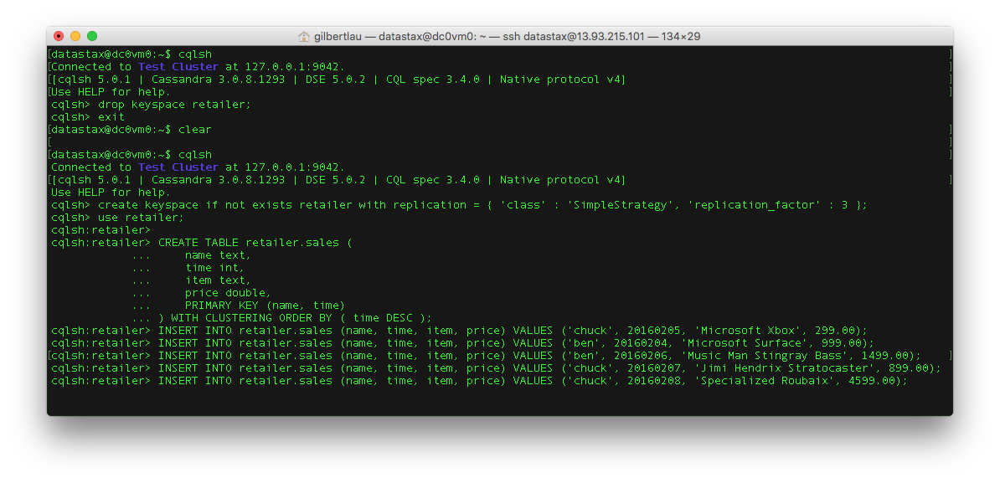 gilbertlau — datastax@dc0vm0: ~ — ssh datastax@13.93.215.101 — 134×29
[datastax@dc0vm0:~$ cqlsh ]
[Connected to Test Cluster at 127.0.0.1:9042. ]
[[cqlsh 5.0.1 | Cassandra 3.0.8.1293 | DSE 5.0.2 | CQL spec 3.4.0 | Native protocol v4] ]
[Use HELP for help. ]
cqlsh> drop keyspace retailer;
cqlsh> exit
[datastax@dc0vm0:~$ clear ]
[ ]
[datastax@dc0vm0:~$ cqlsh ]
Connected to Test Cluster at 127.0.0.1:9042.
[[cqlsh 5.0.1 | Cassandra 3.0.8.1293 | DSE 5.0.2 | CQL spec 3.4.0 | Native protocol v4] ]
Use HELP for help.
cqlsh> create keyspace if not exists retailer with replication = { 'class' : 'SimpleStrategy', 'replication_factor' : 3 };
cqlsh> use retailer;
cqlsh:retailer>
cqlsh:retailer> CREATE TABLE retailer.sales (
... name text,
... time int,
... item text,
... price double,
... PRIMARY KEY (name, time)
... ) WITH CLUSTERING ORDER BY ( time DESC );
cqlsh:retailer> INSERT INTO retailer.sales (name, time, item, price) VALUES ('chuck', 20160205, 'Microsoft Xbox', 299.00);
cqlsh:retailer> INSERT INTO retailer.sales (name, time, item, price) VALUES ('ben', 20160204, 'Microsoft Surface', 999.00);
[cqlsh:retailer> INSERT INTO retailer.sales (name, time, item, price) VALUES ('ben', 20160206, 'Music Man Stingray Bass', 1499.00); ]
cqlsh:retailer> INSERT INTO retailer.sales (name, time, item, price) VALUES ('chuck', 20160207, 'Jimi Hendrix Stratocaster', 899.00);
cqlsh:retailer> INSERT INTO retailer.sales (name, time, item, price) VALUES ('chuck', 20160208, 'Specialized Roubaix', 4599.00);